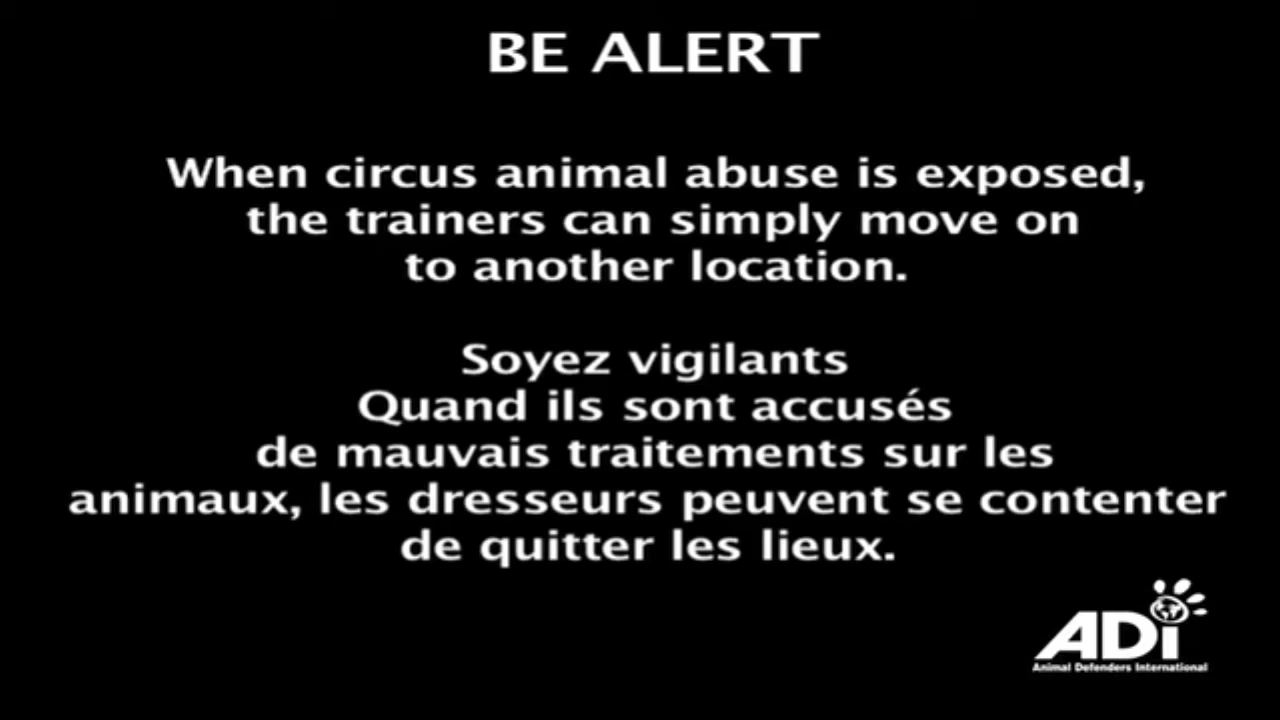 BE ALERT
When circus animal abuse is exposed,
the trainers can simply move on
to another location.
Soyez vigilants
Quand ils sont accusés
de mauvais traitements sur les
animaux, les dresseurs peuvent se contenter
de quitter les lieux.
ADi
Animal Defenders International